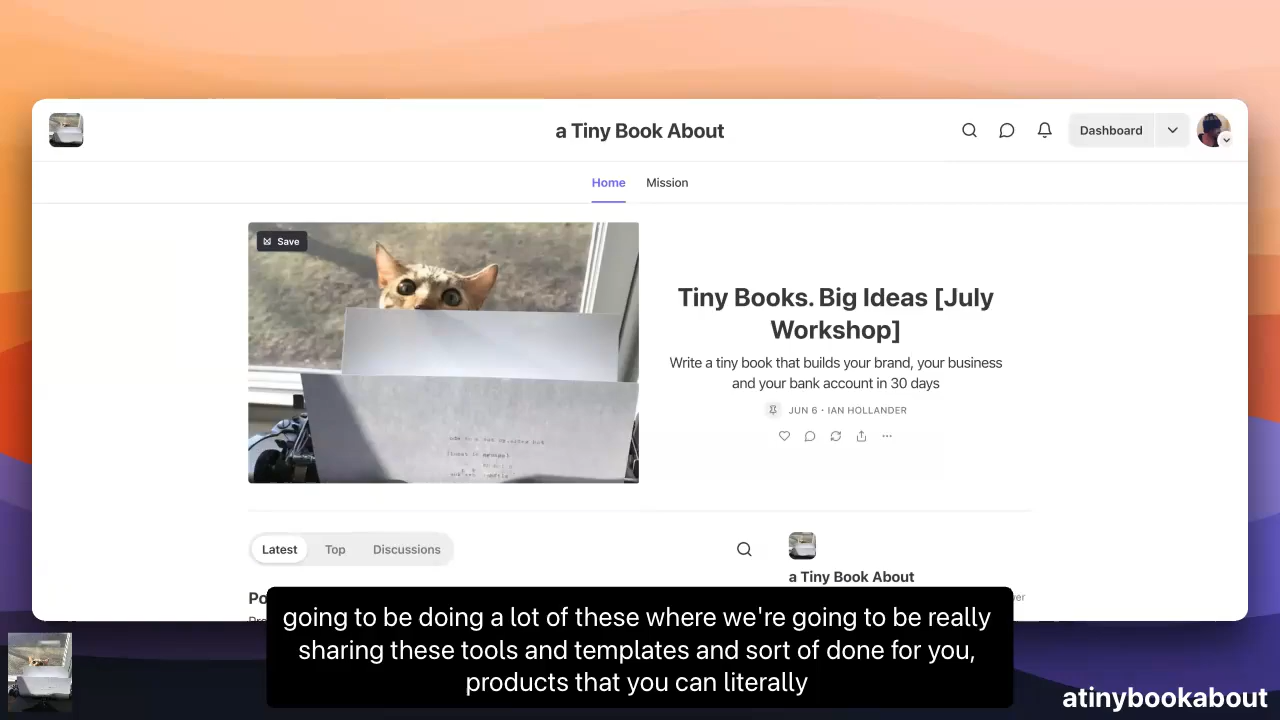 a Tiny Book About
Dashboard
Home
Mission
Save
Tiny Books. Big Ideas [July
Workshop]
Write a tiny book that builds your brand, your business
and your bank account in 30 days
JUN 6 • IAN HOLLANDER
Latest
Top
Discussions
a Tiny Book About
going to be doing a lot of these where we're going to be really
sharing these tools and templates and sort of done for you,
products that you can literally
atinybookabout